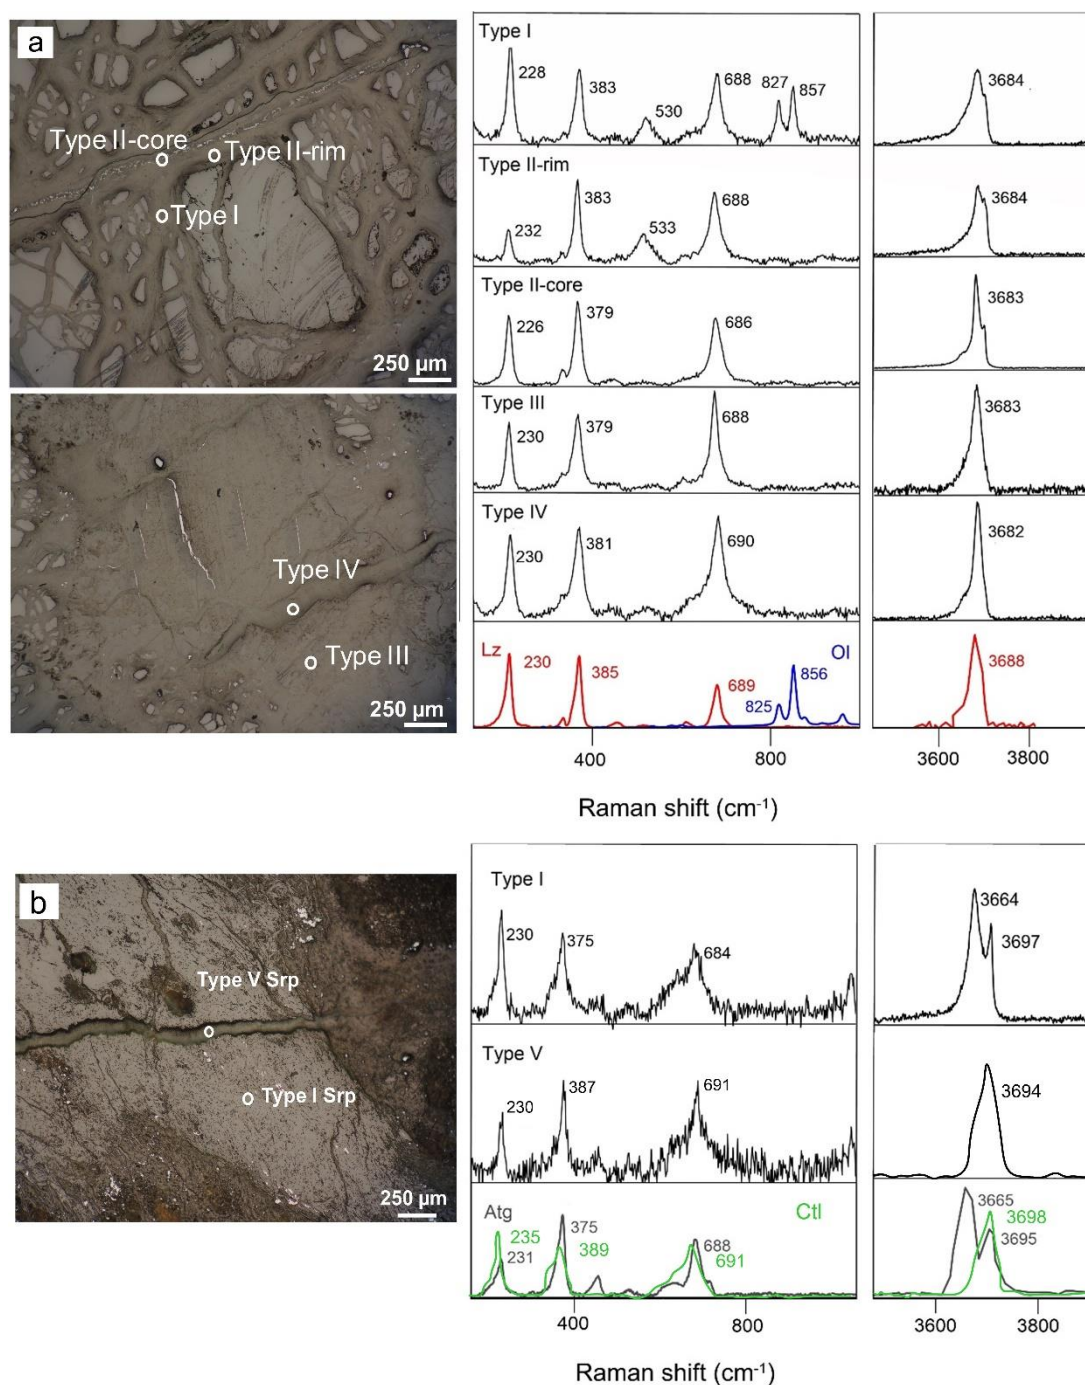 a
Type II-core
Type II-rim
Type I
250 µm
Type IV
Type III
250 µm
Type I
228
383
530
688
827
857
3684
Type II-rim
232
383
533
688
3684
Type II-core
226
379
686
3683
Type III
230
379
688
3683
Type IV
230
381
690
3682
Lz
230
385
689
Ol
825
856
3688
400
800
3600
3800
Raman shift (cm⁻¹)
b
Type V Srp
Type I Srp
250 µm
Type I
230
375
684
3664
3697
Type V
230
387
691
3694
Atg
235
231
375
389
688
691
Ctl
3665
3698
3695
400
800
3600
3800
Raman shift (cm⁻¹)